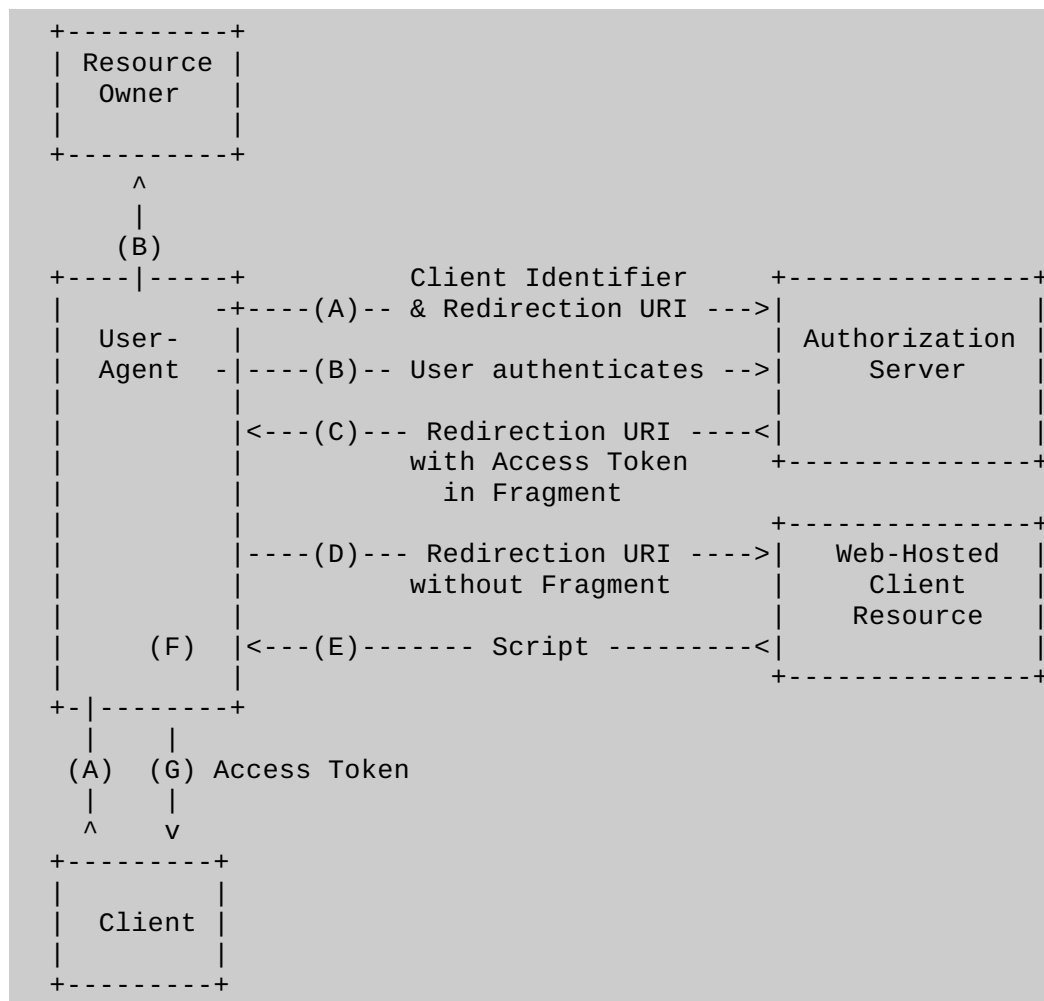 +----------+
| Resource |
|  Owner   |
|          |
+----------+
     ^
     |
    (B)
+----|-----+          Client Identifier     +---------------+
|         -+----(A)-- & Redirection URI --->|               |
|  User-   |                                | Authorization |
|  Agent  -|----(B)-- User authenticates -->|     Server    |
|          |                                |               |
|          |<---(C)--- Redirection URI ----<|               |
|          |          with Access Token     +---------------+
|          |            in Fragment
|          |                                +---------------+
|          |----(D)--- Redirection URI ---->|   Web-Hosted  |
|          |          without Fragment      |     Client    |
|          |                                |    Resource   |
|     (F)  |<---(E)------- Script ---------<|               |
|          |                                +---------------+
+-|--------+
  |    |
 (A)  (G) Access Token
  |    |
  ^    v
+---------+
|         |
|  Client |
|         |
+---------+